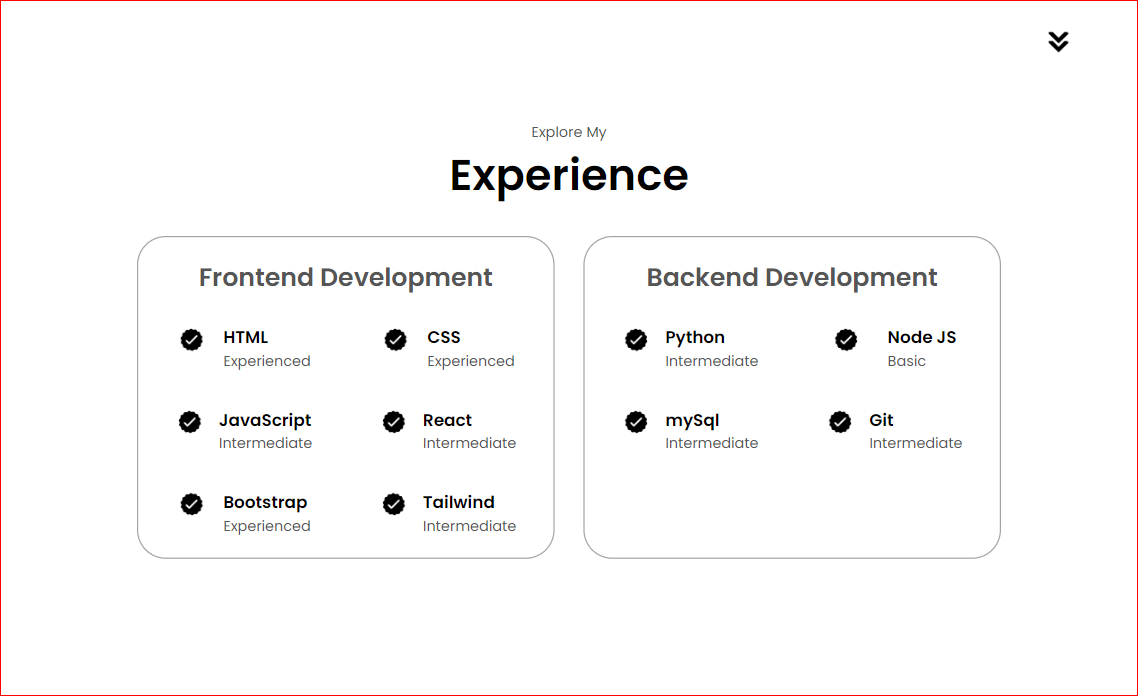 Explore My
Experience
Frontend Development
HTML
Experienced
CSS
Experienced
JavaScript
Intermediate
React
Intermediate
Bootstrap
Experienced
Tailwind
Intermediate
Backend Development
Python
Intermediate
Node JS
Basic
mySql
Intermediate
Git
Intermediate